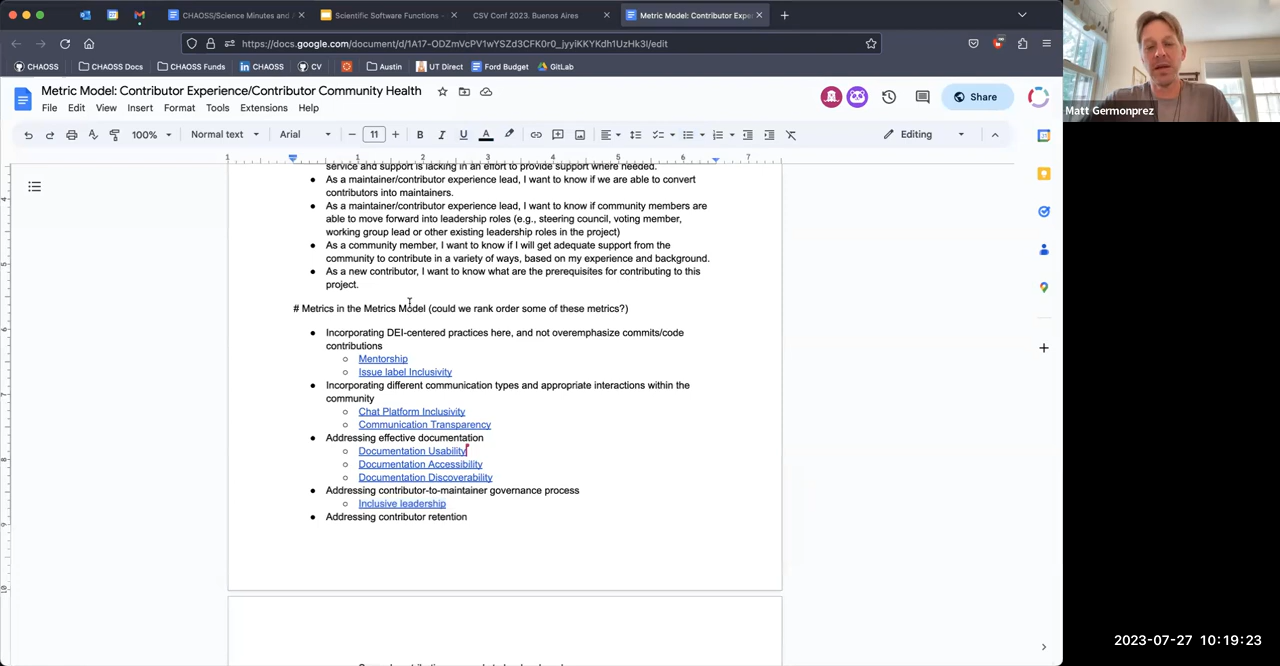 CHAOSS/Science Minutes and
Scientific Software Functions -
CSV Conf 2023. Buenos Aires
Metric Model: Contributor Expe
https://docs.google.com/document/d/1A17-ODZmVcPV1wYSZd3CFK0r0_jyyiKKYKdh1UzHk3I/edit
CHAOSS
CHAOSS Docs
CHAOSS Funds
CHAOSS
CV
Austin
UT Direct
Ford Budget
GitLab
Metric Model: Contributor Experience/Contributor Community Health
File Edit View Insert Format Tools Extensions Help
Share
100%
Normal text
Arial
11
Editing
1 1 2 3 4 5 6 7
service and support is lacking in an effort to provide support where needed.
As a maintainer/contributor experience lead, I want to know if we are able to convert
contributors into maintainers.
As a maintainer/contributor experience lead, I want to know if community members are
able to move forward into leadership roles (e.g., steering council, voting member,
working group lead or other existing leadership roles in the project)
As a community member, I want to know if I will get adequate support from the
community to contribute in a variety of ways, based on my experience and background.
As a new contributor, I want to know what are the prerequisites for contributing to this
project.
# Metrics in the Metrics Model (could we rank order some of these metrics?)
Incorporating DEI-centered practices here, and not overemphasize commits/code
contributions
Mentorship
Issue label Inclusivity
Incorporating different communication types and appropriate interactions within the
community
Chat Platform Inclusivity
Communication Transparency
Addressing effective documentation
Documentation Usability
Documentation Accessibility
Documentation Discoverability
Addressing contributor-to-maintainer governance process
Inclusive leadership
Addressing contributor retention
Matt Germonprez
2023-07-27 10:19:23